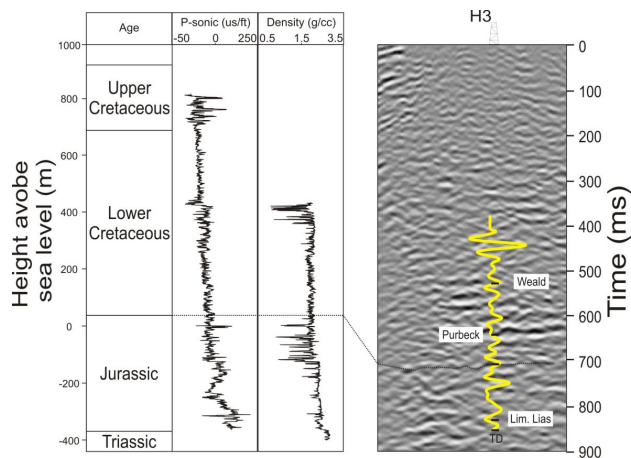 H3
Age
P-sonic (us/ft)
-50 0 250
Density (g/cc)
0.5 1.5 3.5
Height avobe
sea level (m)
1000
800
600
400
200
0
-200
-400
Upper
Cretaceous
Lower
Cretaceous
Jurassic
Triassic
Weald
Purbeck
Lim. Lias
TD
0
100
200
300
400
500
600
700
800
900
Time (ms)